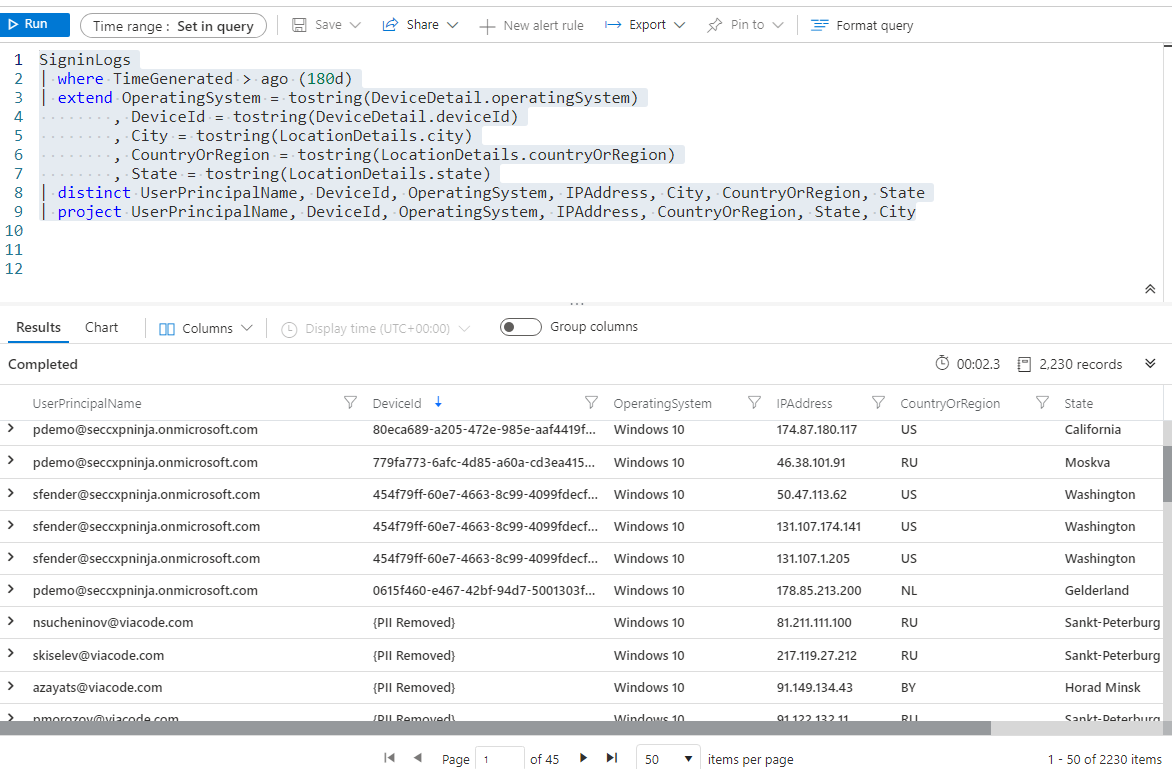 Run Time range : Set in query Save Share New alert rule Export Pin to Format query
1 SigninLogs
2 | where TimeGenerated > ago (180d)
3 | extend OperatingSystem = tostring(DeviceDetail.operatingSystem)
4 , DeviceId = tostring(DeviceDetail.deviceId)
5 , City = tostring(LocationDetails.city)
6 , CountryOrRegion = tostring(LocationDetails.countryOrRegion)
7 , State = tostring(LocationDetails.state)
8 | distinct UserPrincipalName, DeviceId, OperatingSystem, IPAddress, City, CountryOrRegion, State
9 | project UserPrincipalName, DeviceId, OperatingSystem, IPAddress, CountryOrRegion, State, City
10
11
12
Results Chart Columns Display time (UTC+00:00) Group columns
Completed 00:02.3 2,230 records
UserPrincipalName DeviceId OperatingSystem IPAddress CountryOrRegion State
pdemo@seccxpninja.onmicrosoft.com 80eca689-a205-472e-985e-aaf4419f... Windows 10 174.87.180.117 US California
pdemo@seccxpninja.onmicrosoft.com 779fa773-6afc-4d85-a60a-cd3ea415... Windows 10 46.38.101.91 RU Moskva
sfender@seccxpninja.onmicrosoft.com 454f79ff-60e7-4663-8c99-4099fdecf... Windows 10 50.47.113.62 US Washington
sfender@seccxpninja.onmicrosoft.com 454f79ff-60e7-4663-8c99-4099fdecf... Windows 10 131.107.174.141 US Washington
sfender@seccxpninja.onmicrosoft.com 454f79ff-60e7-4663-8c99-4099fdecf... Windows 10 131.107.1.205 US Washington
pdemo@seccxpninja.onmicrosoft.com 0615f460-e467-42bf-94d7-5001303f... Windows 10 178.85.213.200 NL Gelderland
nsucheninov@viacode.com {PII Removed} Windows 10 81.211.111.100 RU Sankt-Peterburg
skiselev@viacode.com {PII Removed} Windows 10 217.119.27.212 RU Sankt-Peterburg
azayats@viacode.com {PII Removed} Windows 10 91.149.134.43 BY Horad Minsk
pmorozov@viacode.com {PII Removed} Windows 10 91.122.132.11 RU Sankt-Peterburg
Page 1 of 45 50 items per page 1 - 50 of 2230 items